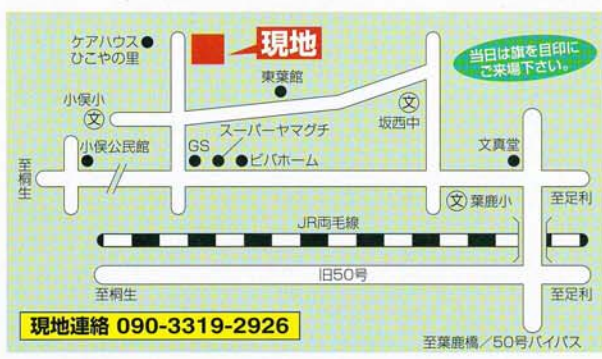 ケアハウス
ひこやの里
現地
当日は旗を目印に
ご来場下さい。
東葉館
小俣小
文
文
坂西中
スーパーヤマグチ
小俣公民館
GS
ビバホーム
文真堂
至桐生
文 葉鹿小
至足利
JR両毛線
旧50号
至桐生
至足利
現地連絡 090-3319-2926
至葉鹿橋/50号バイパス